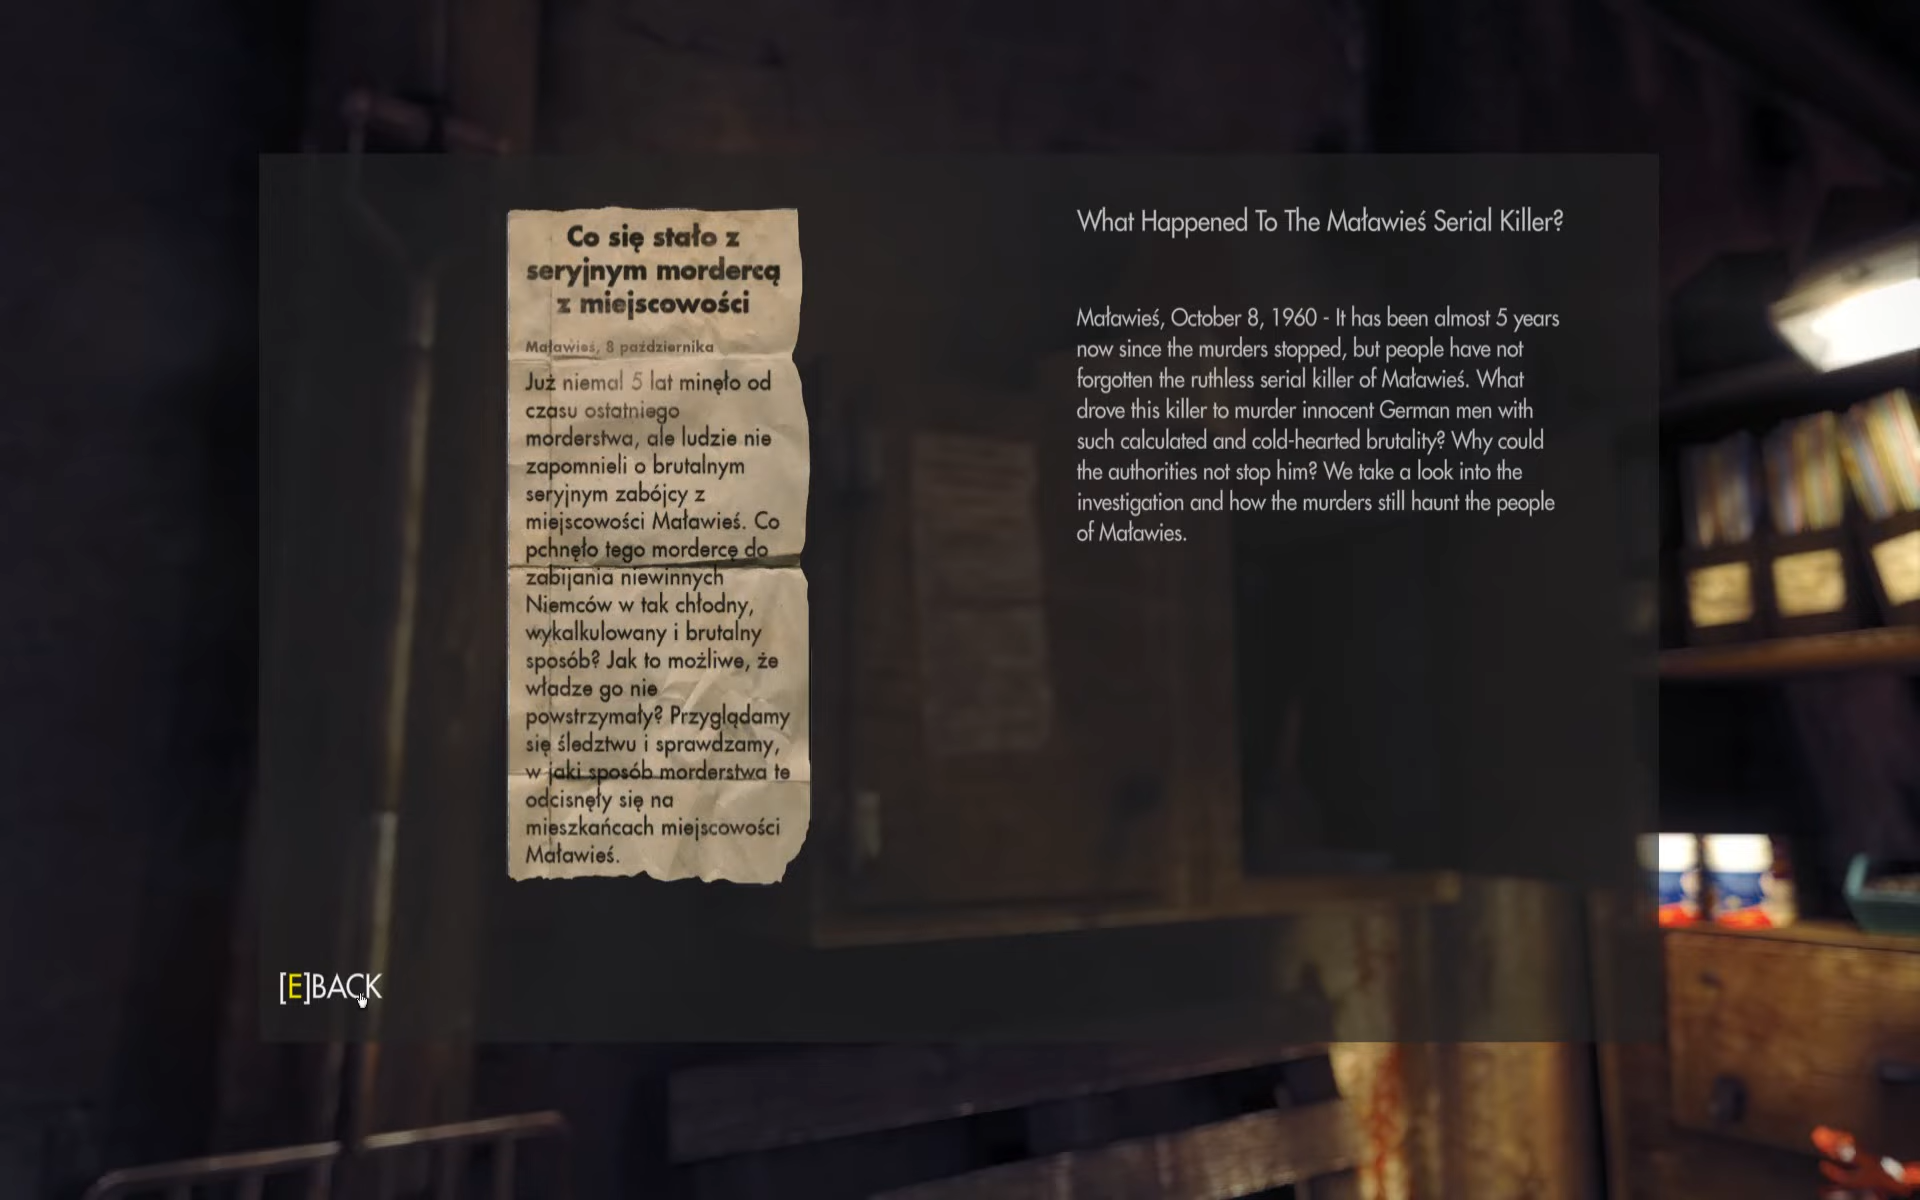 Co się stało z
seryjnym mordercą
z miejscowości
Maławieś, 8 października
Już niemal 5 lat minęło od
czasu ostatniego
morderstwa, ale ludzie nie
zapomnieli o brutalnym
seryjnym zabójcy z
miejscowości Maławieś. Co
pchnęło tego mordercę do
zabijania niewinnych
Niemców w tak chłodny,
wykalkulowany i brutalny
sposób? Jak to możliwe, że
władze go nie
powstrzymały? Przyglądamy
się śledztwu i sprawdzamy,
w jaki sposób morderstwa te
odcisnęły się na
mieszkańcach miejscowości
Maławieś.
What Happened To The Maławieś Serial Killer?
Maławieś, October 8, 1960 - It has been almost 5 years
now since the murders stopped, but people have not
forgotten the ruthless serial killer of Maławieś. What
drove this killer to murder innocent German men with
such calculated and cold-hearted brutality? Why could
the authorities not stop him? We take a look into the
investigation and how the murders still haunt the people
of Maławies.
[E]BACK